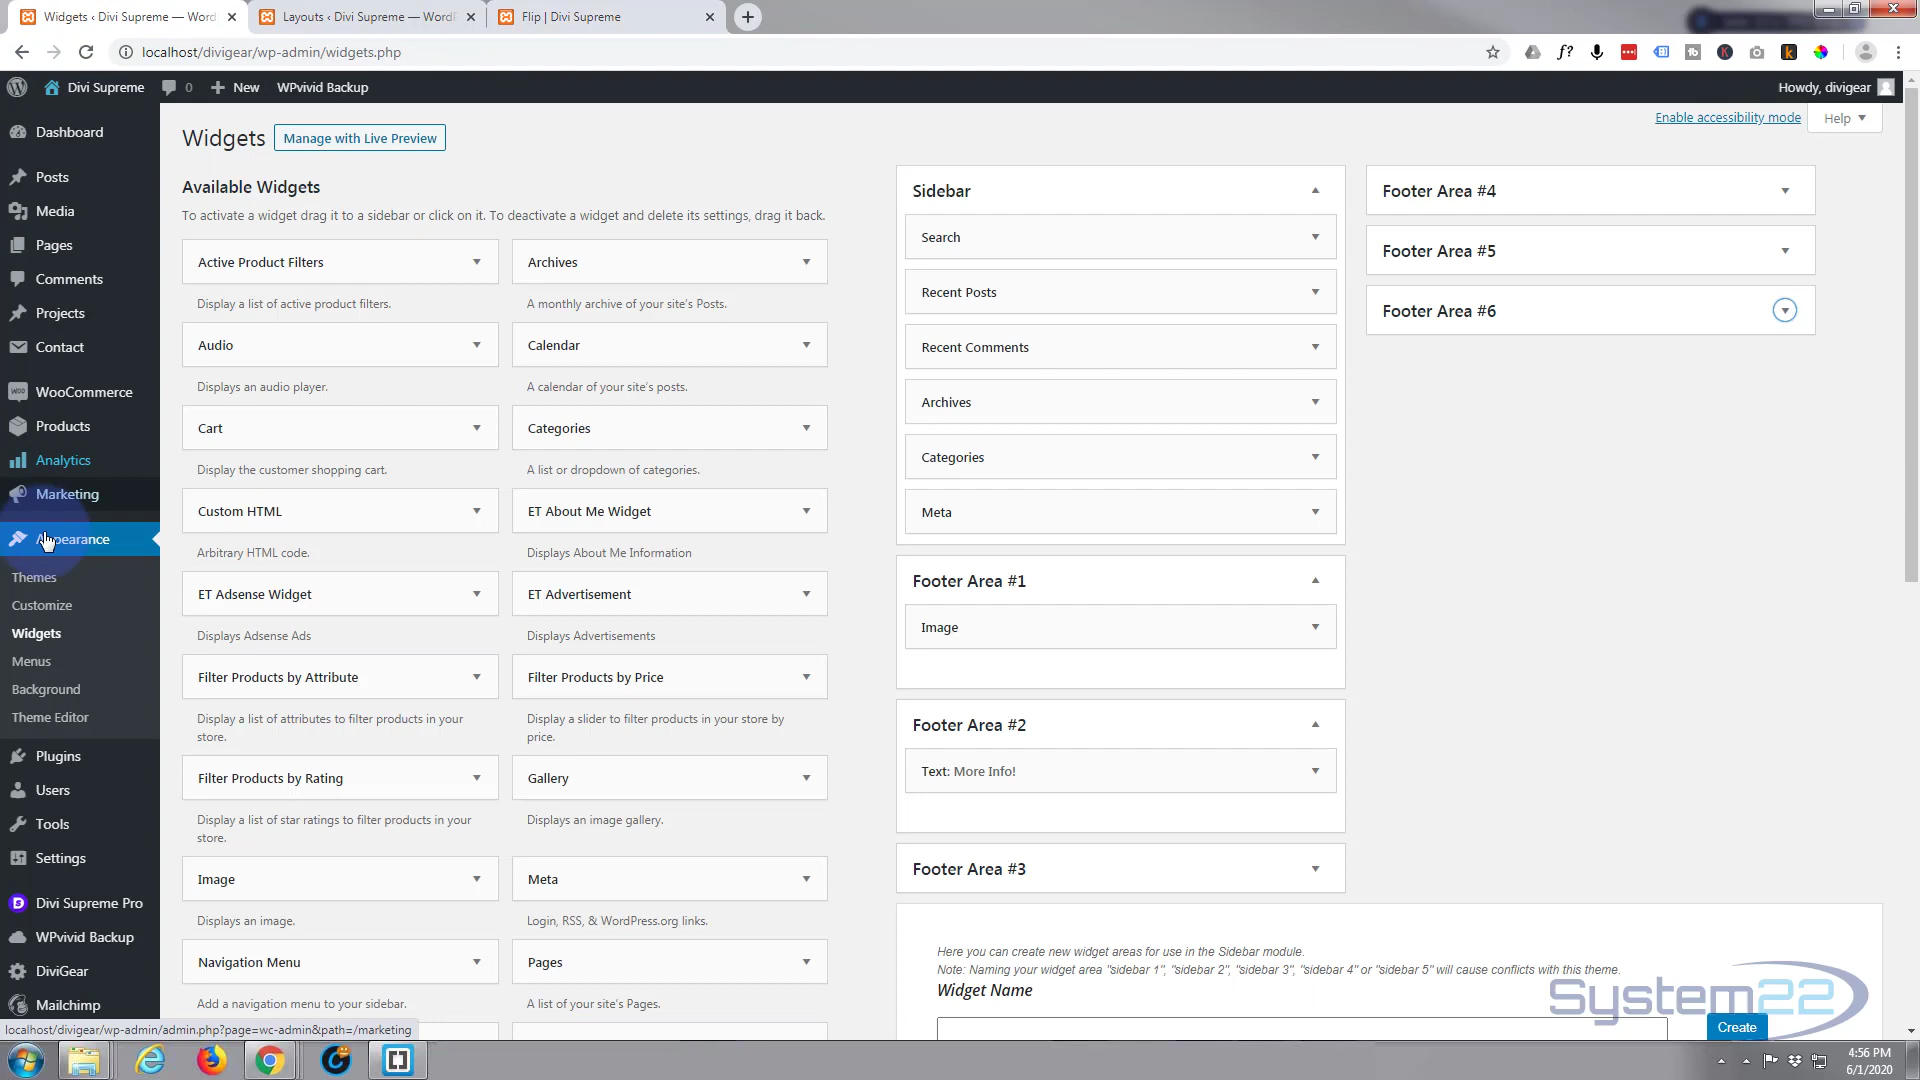 Widgets ‹ Divi Supreme — Word
Layouts ‹ Divi Supreme — WordP
Flip | Divi Supreme
localhost/divigear/wp-admin/widgets.php
Divi Supreme
0
New
WPvivid Backup
Howdy, divigear
Dashboard
Posts
Media
Pages
Comments
Projects
Contact
WooCommerce
Products
Analytics
Marketing
Appearance
Themes
Customize
Widgets
Menus
Background
Theme Editor
Plugins
Users
Tools
Settings
Divi Supreme Pro
WPvivid Backup
DiviGear
Mailchimp
Enable accessibility mode
Help
Widgets
Manage with Live Preview
Available Widgets
To activate a widget drag it to a sidebar or click on it. To deactivate a widget and delete its settings, drag it back.
Active Product Filters
Display a list of active product filters.
Archives
A monthly archive of your site's Posts.
Audio
Displays an audio player.
Calendar
A calendar of your site's posts.
Cart
Display the customer shopping cart.
Categories
A list or dropdown of categories.
Custom HTML
Arbitrary HTML code.
ET About Me Widget
Displays About Me Information
ET Adsense Widget
Displays Adsense Ads
ET Advertisement
Displays Advertisements
Filter Products by Attribute
Display a list of attributes to filter products in your
store.
Filter Products by Price
Display a slider to filter products in your store by
price.
Filter Products by Rating
Display a list of star ratings to filter products in your
store.
Gallery
Displays an image gallery.
Image
Displays an image.
Meta
Login, RSS, & WordPress.org links.
Navigation Menu
Add a navigation menu to your sidebar.
Pages
A list of your site's Pages.
Sidebar
Search
Recent Posts
Recent Comments
Archives
Categories
Meta
Footer Area #1
Image
Footer Area #2
Text: More Info!
Footer Area #3
Footer Area #4
Footer Area #5
Footer Area #6
Here you can create new widget areas for use in the Sidebar module.
Note: Naming your widget area "sidebar 1", "sidebar 2", "sidebar 3", "sidebar 4" or "sidebar 5" will cause conflicts with this theme.
Widget Name
Create
System22
localhost/divigear/wp-admin/admin.php?page=wc-admin&path=/marketing
4:56 PM
6/1/2020